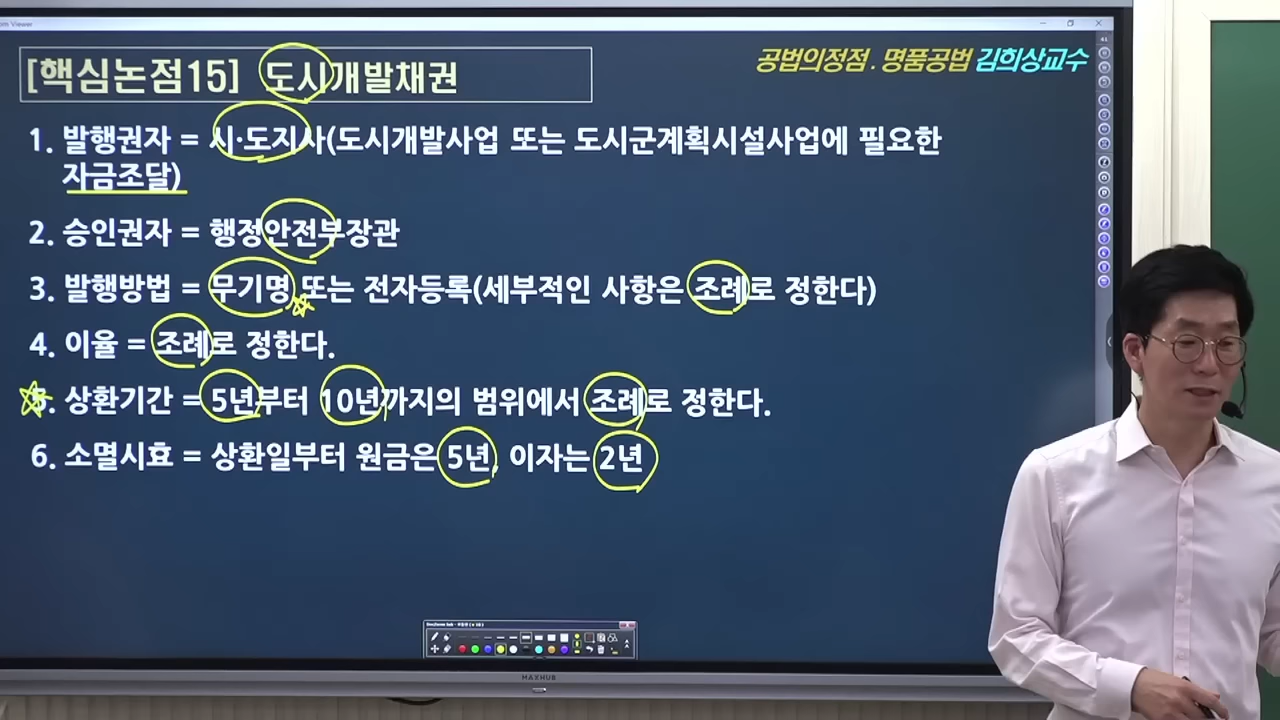 [핵심논점15] 도시개발채권
공법의정점 . 명품공법 김희상교수
1. 발행권자 = 시·도지사(도시개발사업 또는 도시군계획시설사업에 필요한
자금조달)
2. 승인권자 = 행정안전부장관
3. 발행방법 = 무기명 또는 전자등록(세부적인 사항은 조례로 정한다)
4. 이율 = 조례로 정한다.
5. 상환기간 = 5년부터 10년까지의 범위에서 조례로 정한다.
6. 소멸시효 = 상환일부터 원금은 5년, 이자는 2년
MAXHUB